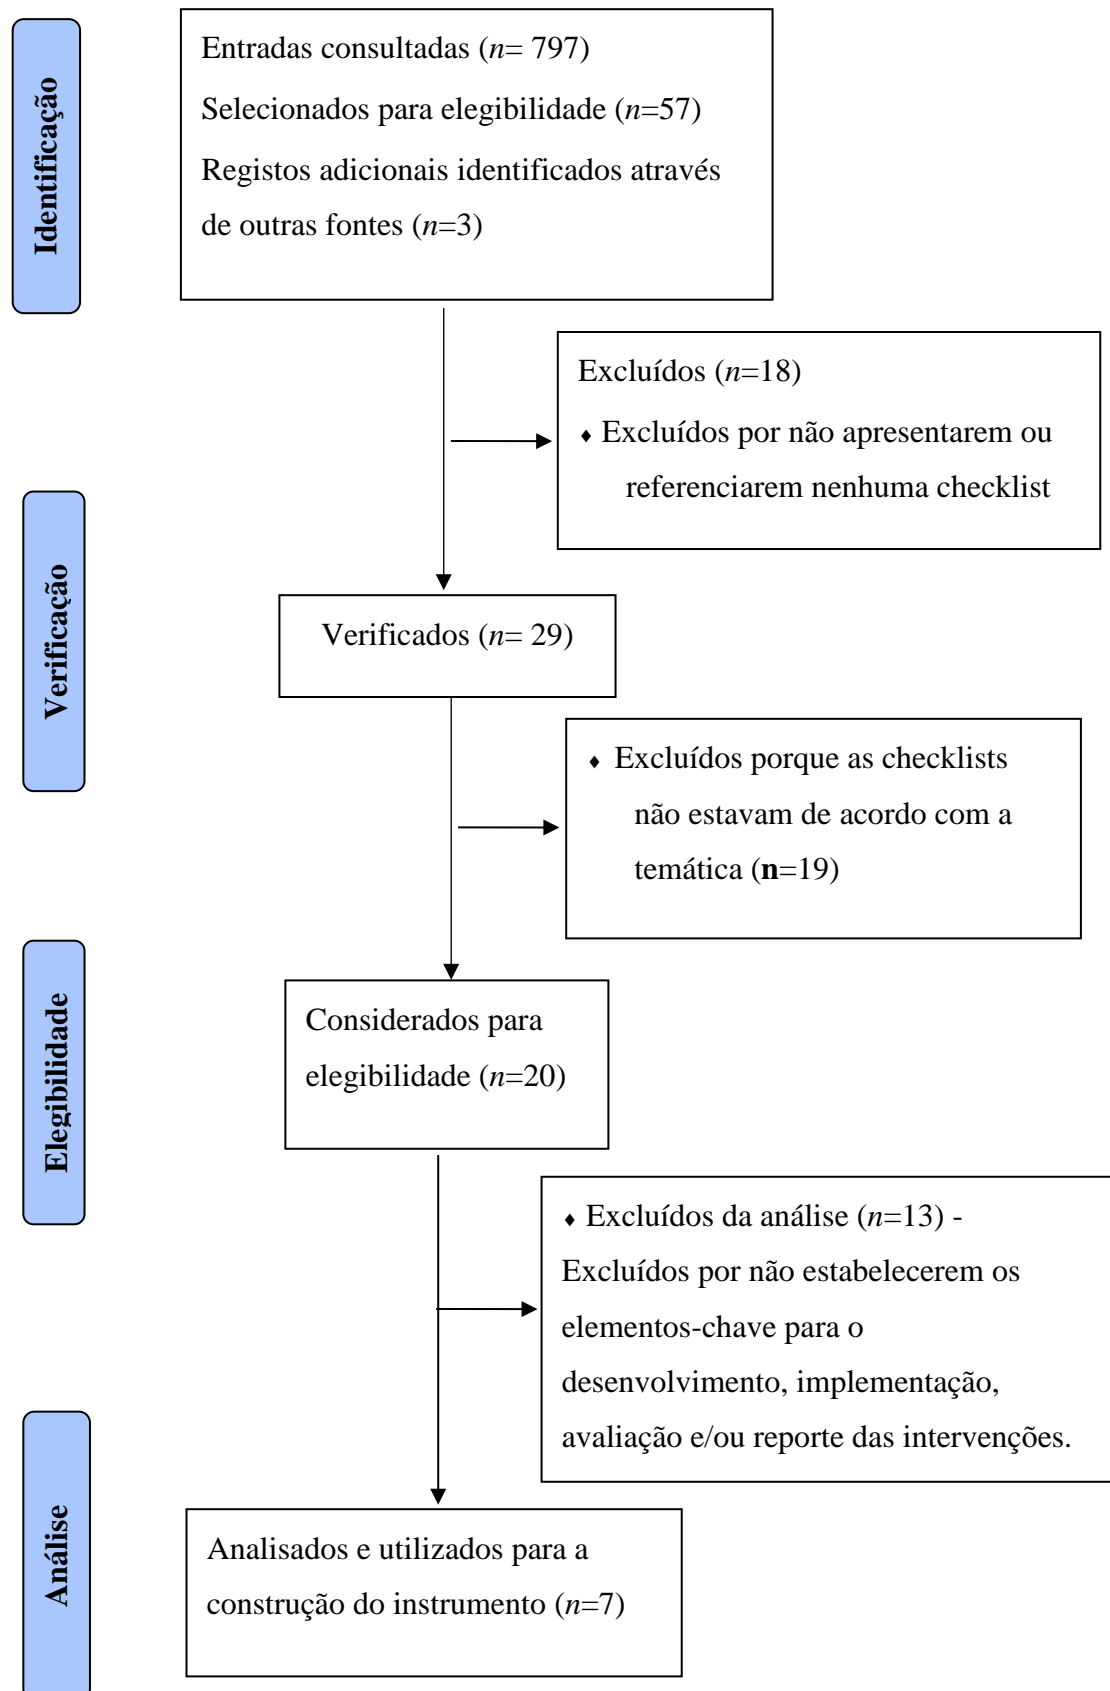 Identificação
Entradas consultadas (n= 797)
Selecionados para elegibilidade (n=57)
Registos adicionais identificados através
de outras fontes (n=3)
Excluídos (n=18)
♦ Excluídos por não apresentarem ou
referenciarem nenhuma checklist
Verificação
Verificados (n= 29)
♦ Excluídos porque as checklists
não estavam de acordo com a
temática (n=19)
Elegibilidade
Considerados para
elegibilidade (n=20)
♦ Excluídos da análise (n=13) -
Excluídos por não estabelecerem os
elementos-chave para o
desenvolvimento, implementação,
avaliação e/ou reporte das intervenções.
Análise
Analisados e utilizados para a
construção do instrumento (n=7)